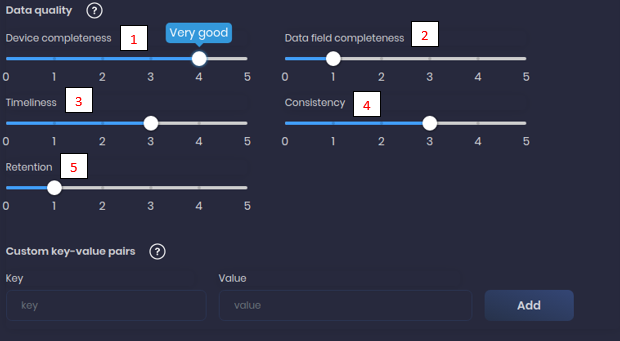 Data quality ?
Device completeness 1 Very good
0 1 2 3 4 5
Data field completeness 2
0 1 2 3 4 5
Timeliness 3
0 1 2 3 4 5
Consistency 4
0 1 2 3 4 5
Retention 5
0 1 2 3 4 5
Custom key-value pairs ?
Key Value
key value Add